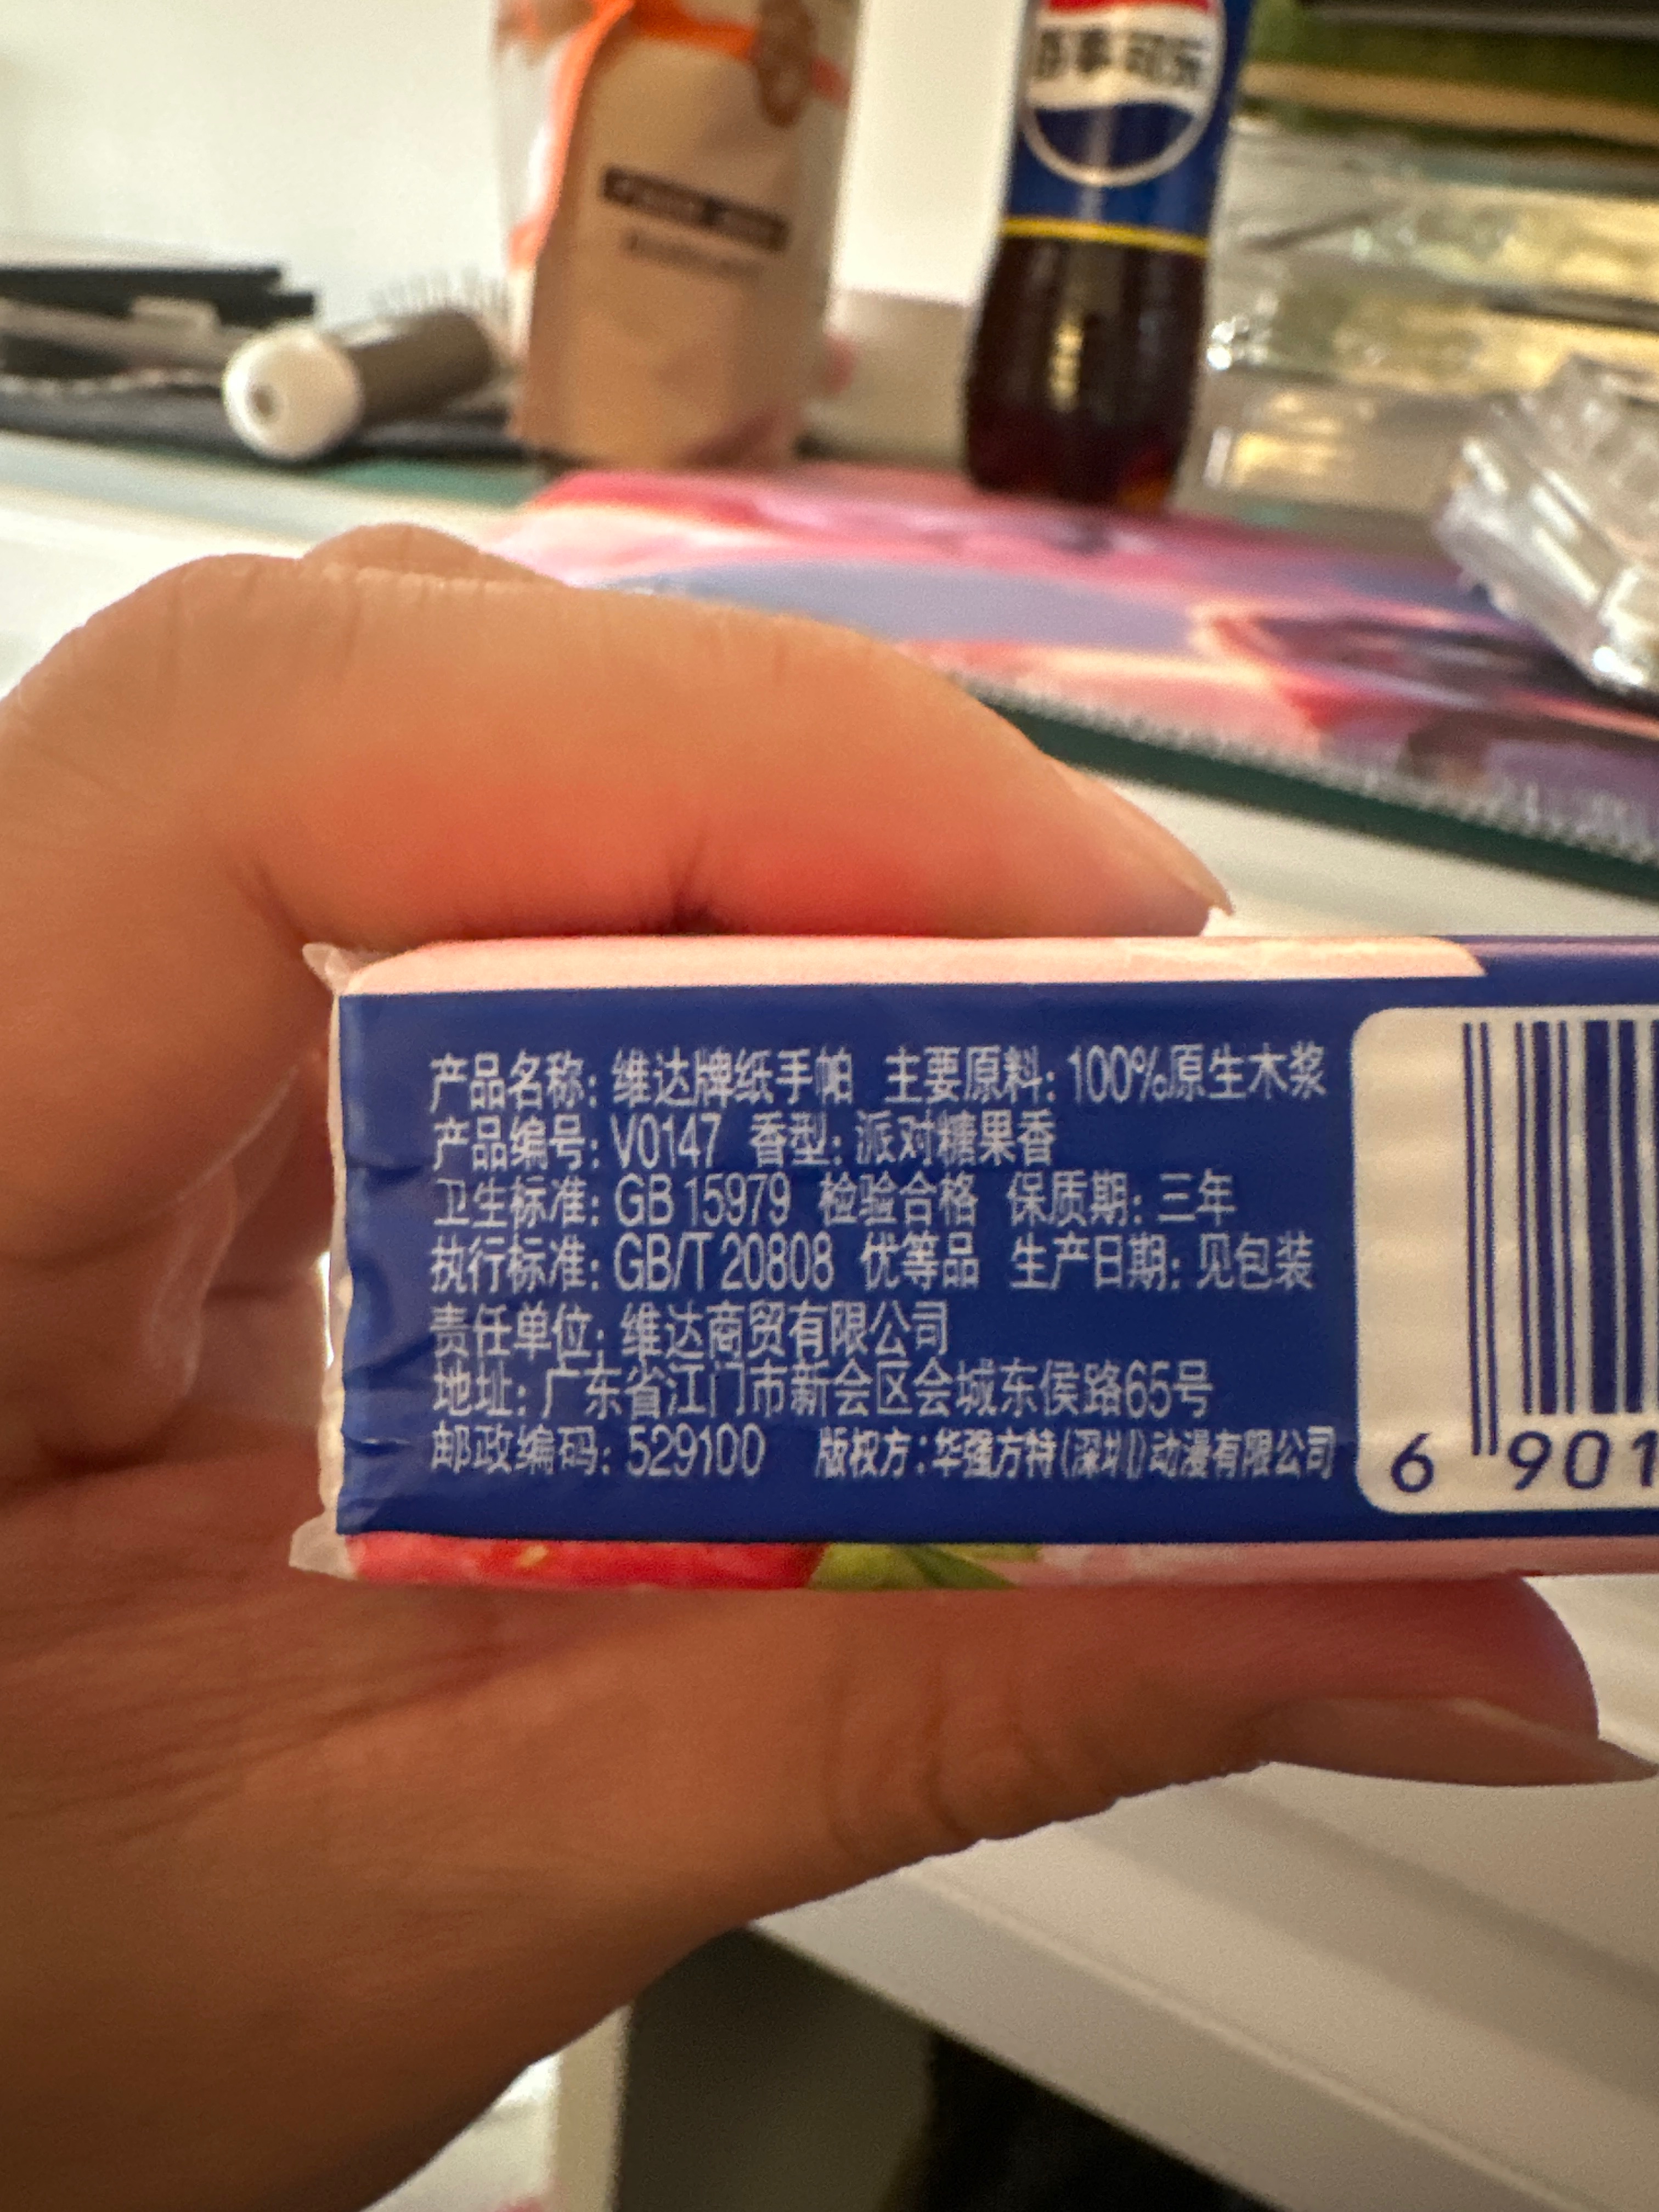 百事可乐
产品名称: 维达牌纸手帕 主要原料: 100%原生木浆
产品编号: V0147 香型: 派对糖果香
卫生标准: GB 15979 检验合格 保质期: 三年
执行标准: GB/T 20808 优等品 生产日期: 见包装
责任单位: 维达商贸有限公司
地址: 广东省江门市新会区会城东侯路65号
邮政编码: 529100 版权方: 华强方特(深圳)动漫有限公司
6 901